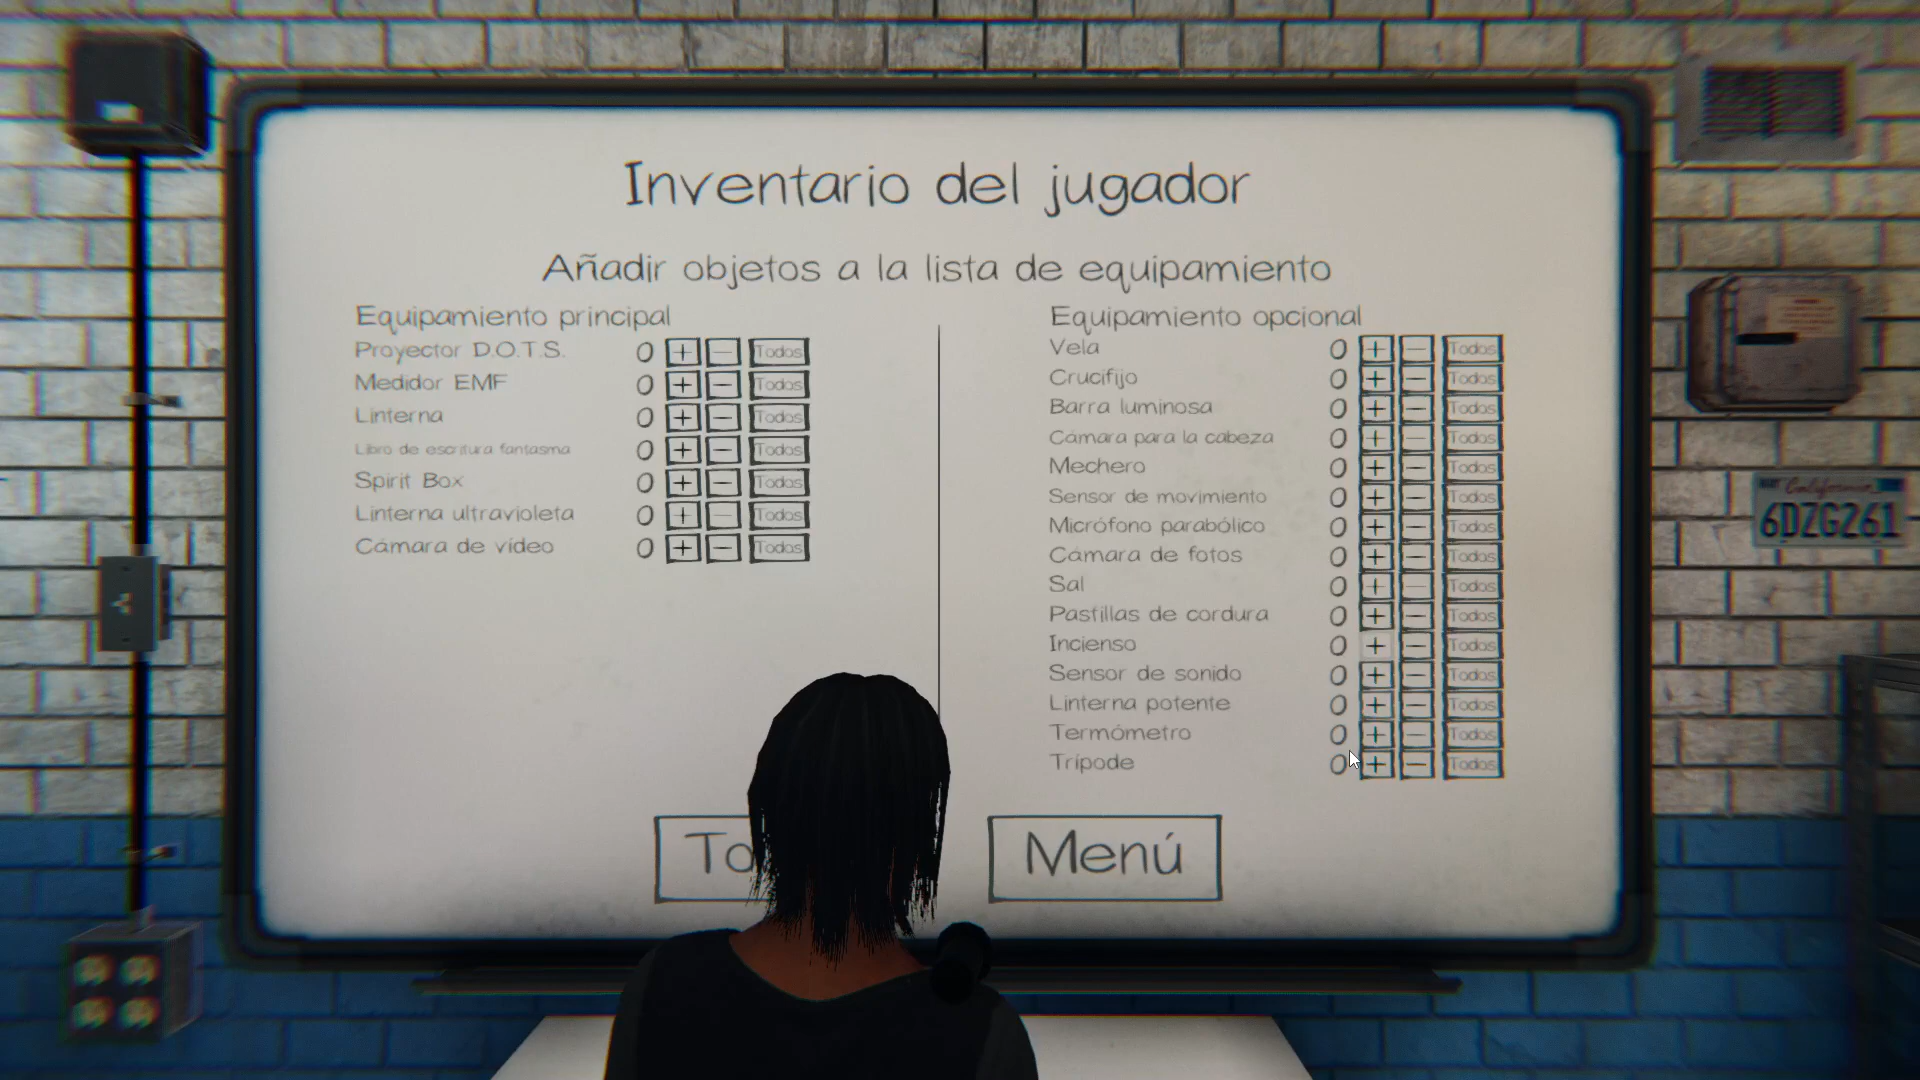 Inventario del jugador
Añadir objetos a la lista de equipamiento
Equipamiento principal
Proyector D.O.T.S. 0 + - Todos
Medidor EMF 0 + - Todos
Linterna 0 + - Todos
Libro de escritura fantasma 0 + - Todos
Spirit Box 0 + - Todos
Linterna ultravioleta 0 + - Todos
Cámara de vídeo 0 + - Todos
Equipamiento opcional
Vela 0 + - Todos
Crucifijo 0 + - Todos
Barra luminosa 0 + - Todos
Cámara para la cabeza 0 + - Todos
Mechero 0 + - Todos
Sensor de movimiento 0 + - Todos
Micrófono parabólico 0 + - Todos
Cámara de fotos 0 + - Todos
Sal 0 + - Todos
Pastillas de cordura 0 + - Todos
Incienso 0 + - Todos
Sensor de sonido 0 + - Todos
Linterna potente 0 + - Todos
Termómetro 0 + - Todos
Trípode 0 + - Todos
Menú
California
6DZG261